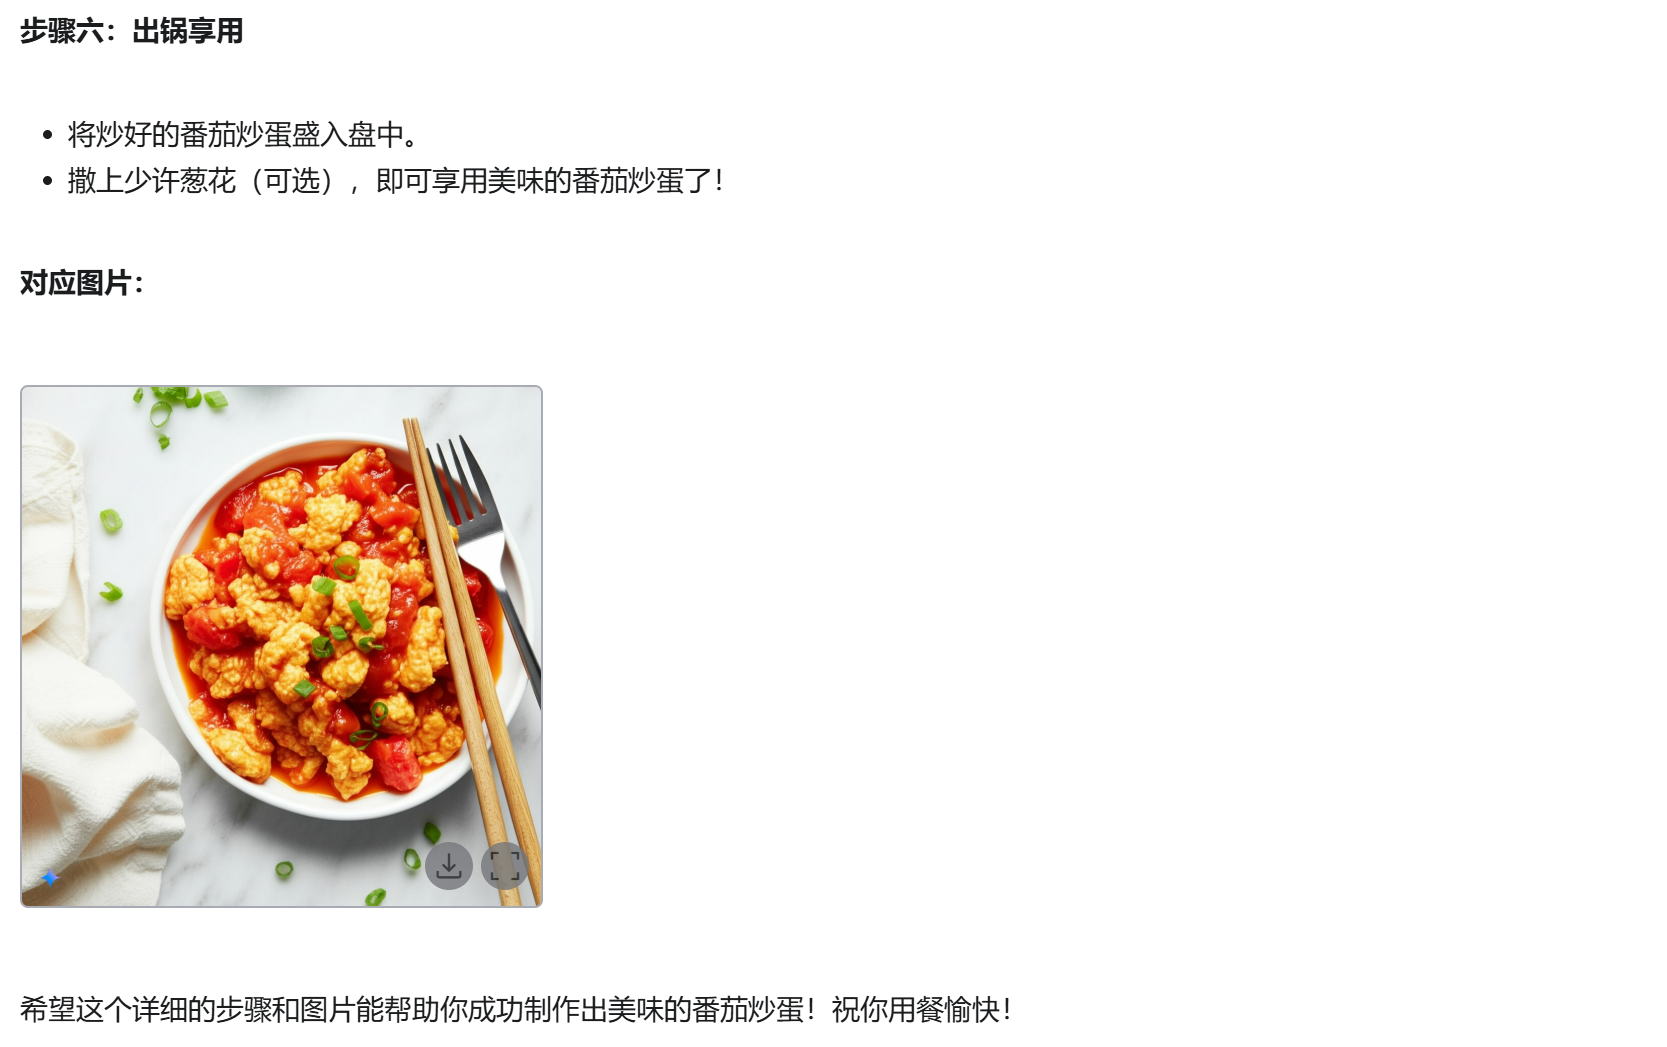 步骤六：出锅享用
将炒好的番茄炒蛋盛入盘中。
撒上少许葱花（可选），即可享用美味的番茄炒蛋了！
对应图片：
希望这个详细的步骤和图片能帮助你成功制作出美味的番茄炒蛋！祝你用餐愉快！